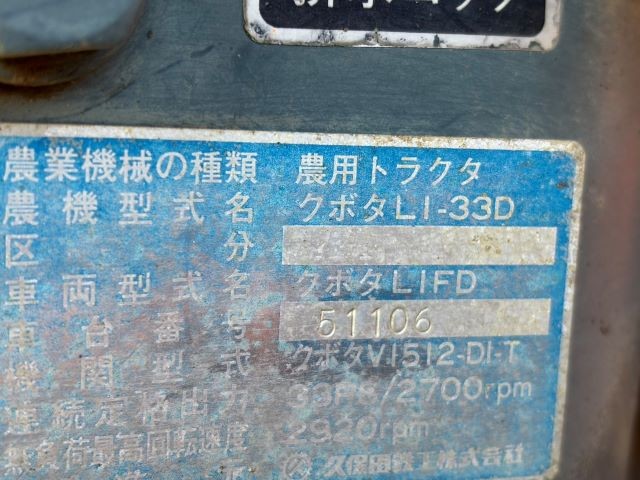 農業機械の種類 農用トラクタ
農機型式名 クボタL1-33D
区分
車両型式名 クボタL1FD
車台番号 51106
機関型式 クボタV1512-DI-T
連続定格出力 33PS/2700rpm
無負荷最高回転速度 2920rpm
久保田鉄工株式会社